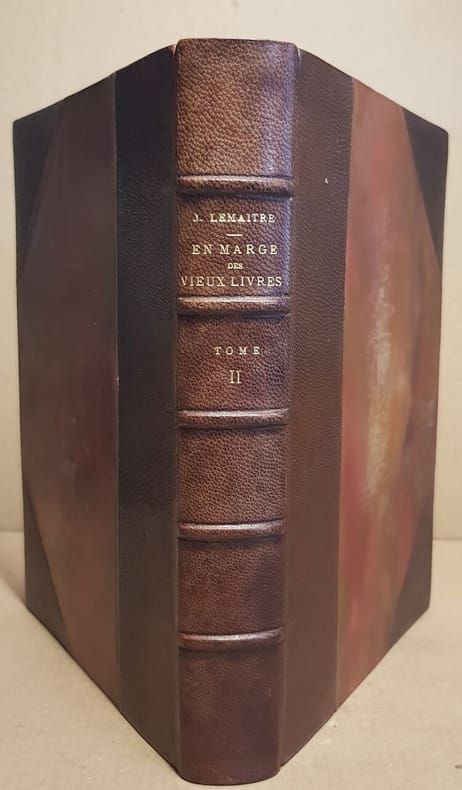 J. LEMAITRE
EN MARGE
DES
VIEUX LIVRES
TOME
II